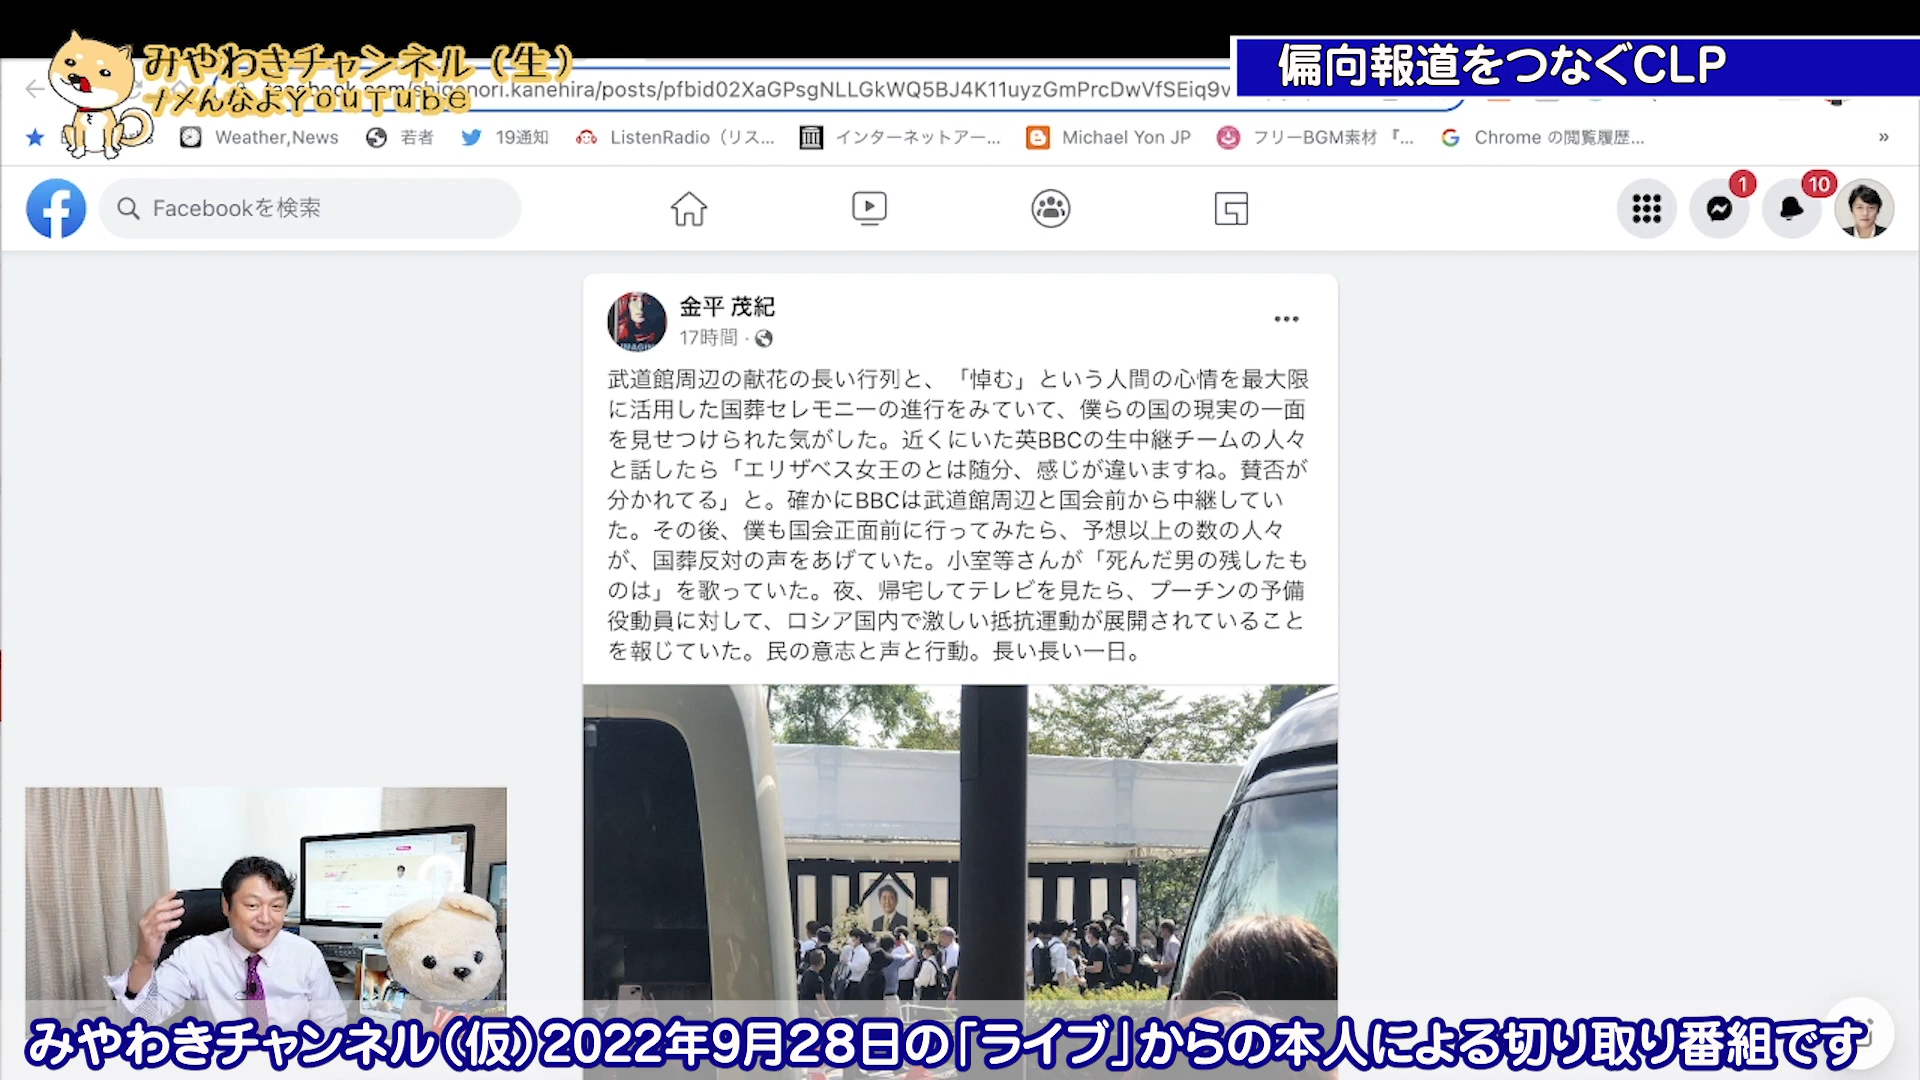 みやわきチャンネル(生)
偏向報道をつなぐCLP
nori.kanehira/posts/pfbid02XaGPsgNLLGkWQ5BJ4K11uyzGmPrcDwVfSEiq9v
Weather,News
若者
19通知
ListenRadio(リス...
インターネットアー...
Michael Yon JP
フリーBGM素材『...
Chrome の閲覧履歴...
»
Facebookを検索
1
10
金平 茂紀
17時間
武道館周辺の献花の長い行列と、「悼む」という人間の心情を最大限
に活用した国葬セレモニーの進行をみていて、僕らの国の現実の一面
を見せつけられた気がした。近くにいた英BBCの生中継チームの人々
と話したら「エリザベス女王のとは随分、感じが違いますね。賛否が
分かれてる」と。確かにBBCは武道館周辺と国会前から中継してい
た。その後、僕も国会正面前に行ってみたら、予想以上の数の人々
が、国葬反対の声をあげていた。小室等さんが「死んだ男の残したも
のは」を歌っていた。夜、帰宅してテレビを見たら、プーチンの予備
役動員に対して、ロシア国内で激しい抵抗運動が展開されていること
を報じていた。民の意志と声と行動。長い長い一日。
みやわきチャンネル(仮)2022年9月28日の「ライブ」からの本人による切り取り番組です